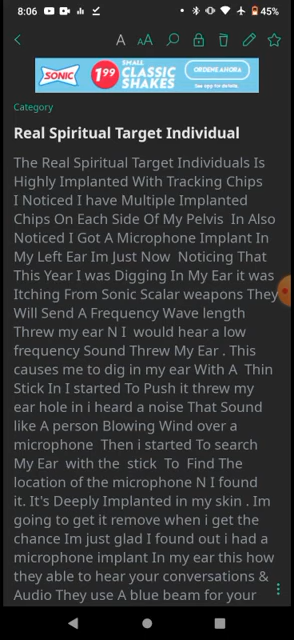 8:06
45%
A AA
SONIC 1.99 SMALL CLASSIC SHAKES ORDENE AHORA
See app for details.
Category
Real Spiritual Target Individual
The Real Spiritual Target Individuals Is
Highly Implanted With Tracking Chips
I Noticed I have Multiple Implanted
Chips On Each Side Of My Pelvis In Also
Noticed I Got A Microphone Implant In
My Left Ear Im Just Now Noticing That
This Year I was Digging In My Ear it was
Itching From Sonic Scalar weapons They
Will Send A Frequency Wave length
Threw my ear N I would hear a low
frequency Sound Threw My Ear . This
causes me to dig in my ear With A Thin
Stick In I started To Push it threw my
ear hole in i heard a noise That Sound
like A person Blowing Wind over a
microphone Then i started To search
My Ear with the stick To Find The
location of the microphone N I found
it. It's Deeply Implanted in my skin . Im
going to get it remove when i get the
chance Im just glad I found out i had a
microphone implant In my ear this how
they able to hear your conversations &
Audio They use A blue beam for your